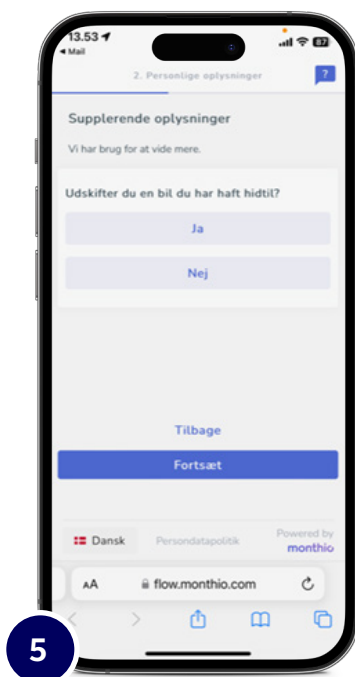 13.53
87
Mail
2. Personlige oplysninger
?
Supplerende oplysninger
Vi har brug for at vide mere.
Udskifter du en bil du har haft hidtil?
Ja
Nej
Tilbage
Fortsæt
Dansk
Persondatapolitik
Powered by
monthio
AA
flow.monthio.com
5